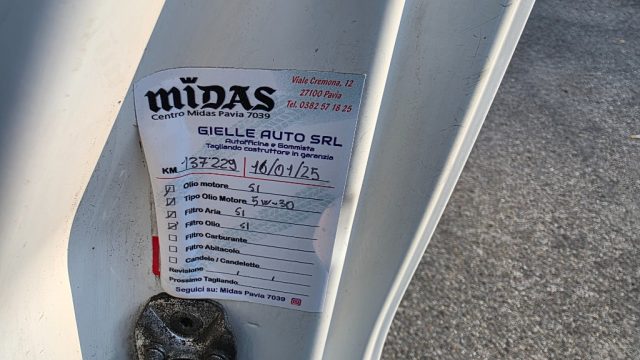 MIDAS
Centro Midas Pavia 7039
Viale Cremona, 12
27100 Pavia
Tel. 0382 57 18 25
GIELLE AUTO SRL
Autofficina e Gommista
Tagliando costruttore in garanzia
KM 137229 16/01/25
Olio motore SI
Tipo Olio Motore 5W-30
Filtro Aria SI
Filtro Olio SI
Filtro Carburante
Filtro Abitacolo
Candele / Candelette
Revisione
Prossimo Tagliando
Seguici su: Midas Pavia 7039